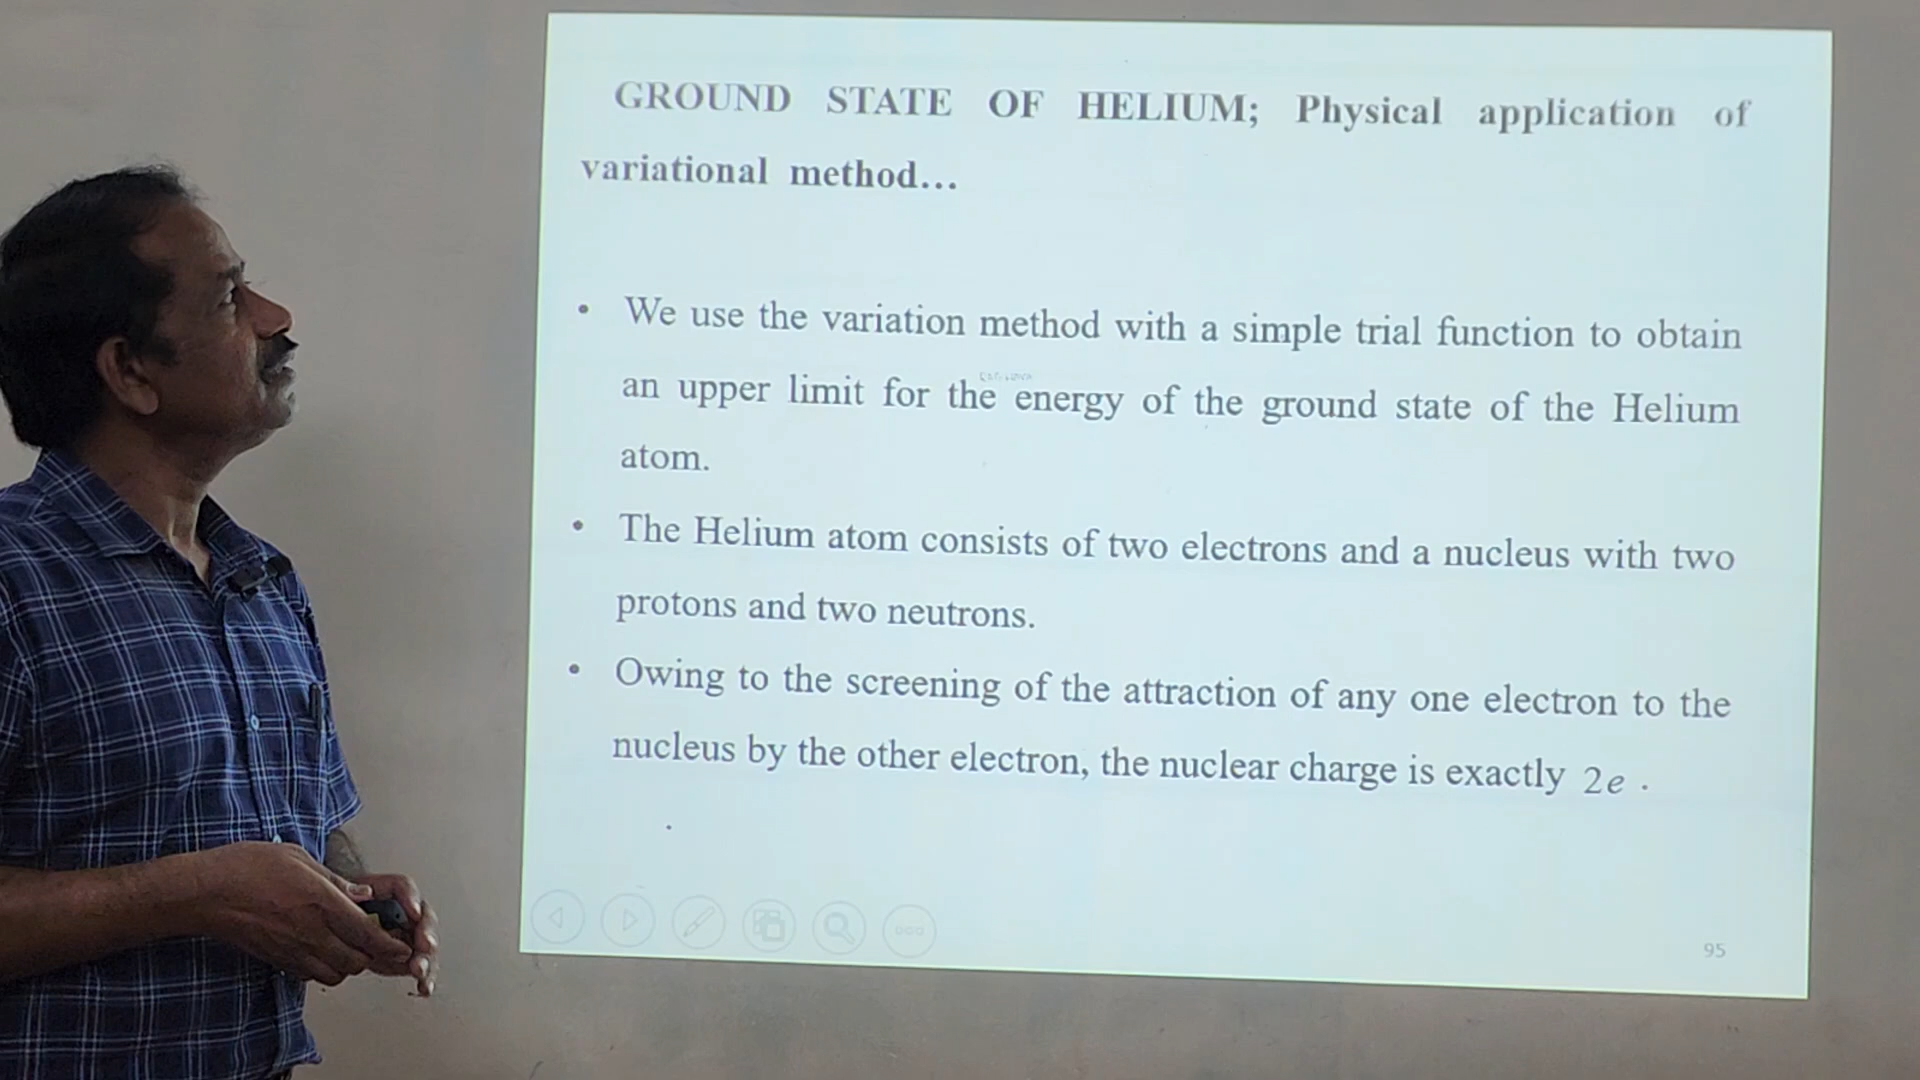 GROUND STATE OF HELIUM; Physical application of
variational method...
• We use the variation method with a simple trial function to obtain
an upper limit for the energy of the ground state of the Helium
atom.
• The Helium atom consists of two electrons and a nucleus with two
protons and two neutrons.
• Owing to the screening of the attraction of any one electron to the
nucleus by the other electron, the nuclear charge is exactly 2e .
.
95